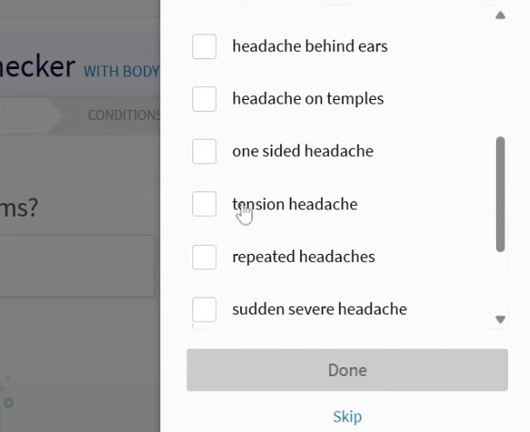 headache behind ears
ecker WITH BODY
headache on temples
CONDITIONS
one sided headache
ms?
tension headache
repeated headaches
sudden severe headache
Done
Skip